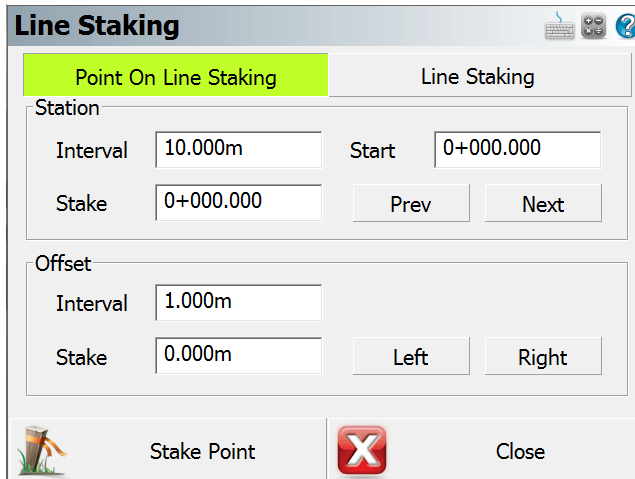 Line Staking
Point On Line Staking Line Staking
Station
Interval 10.000m Start 0+000.000
Stake 0+000.000 Prev Next
Offset
Interval 1.000m
Stake 0.000m Left Right
Stake Point Close